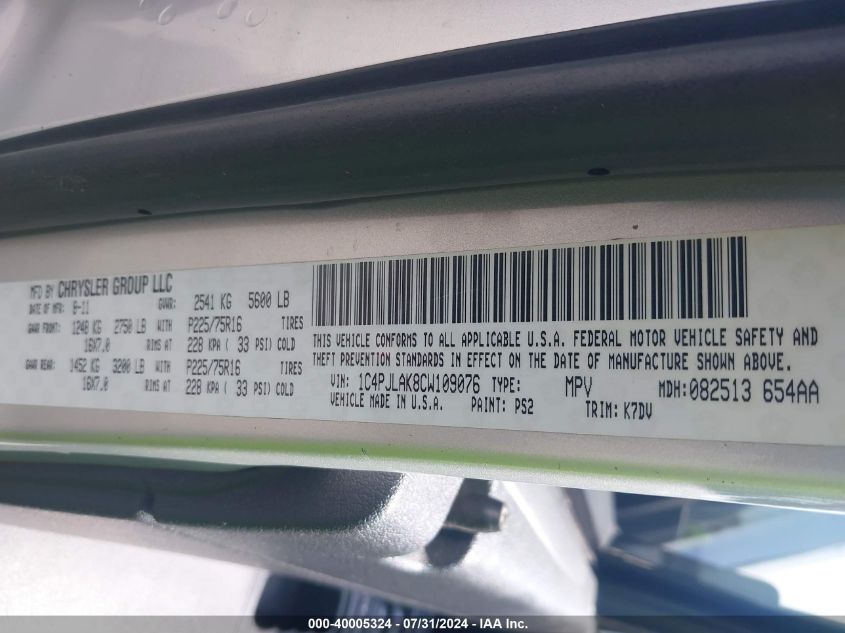 MFD BY CHRYSLER GROUP LLC
DATE OF MFR: 8-11 GVWR: 2541 KG 5600 LB
GAWR FRONT: 1248 KG 2750 LB WITH P225/75R16 TIRES
16X7.0 RIMS AT 228 KPA ( 33 PSI) COLD
GAWR REAR: 1452 KG 3200 LB WITH P225/75R16 TIRES
16X7.0 RIMS AT 228 KPA ( 33 PSI) COLD
THIS VEHICLE CONFORMS TO ALL APPLICABLE U.S.A. FEDERAL MOTOR VEHICLE SAFETY AND
THEFT PREVENTION STANDARDS IN EFFECT ON THE DATE OF MANUFACTURE SHOWN ABOVE.
VIN: 1C4PJLAK8CW109076 TYPE: MPV MDH:082513 654AA
VEHICLE MADE IN U.S.A. PAINT: PS2 TRIM: K7DV
000-40005324 / 07/31/2024 - IAA Inc.